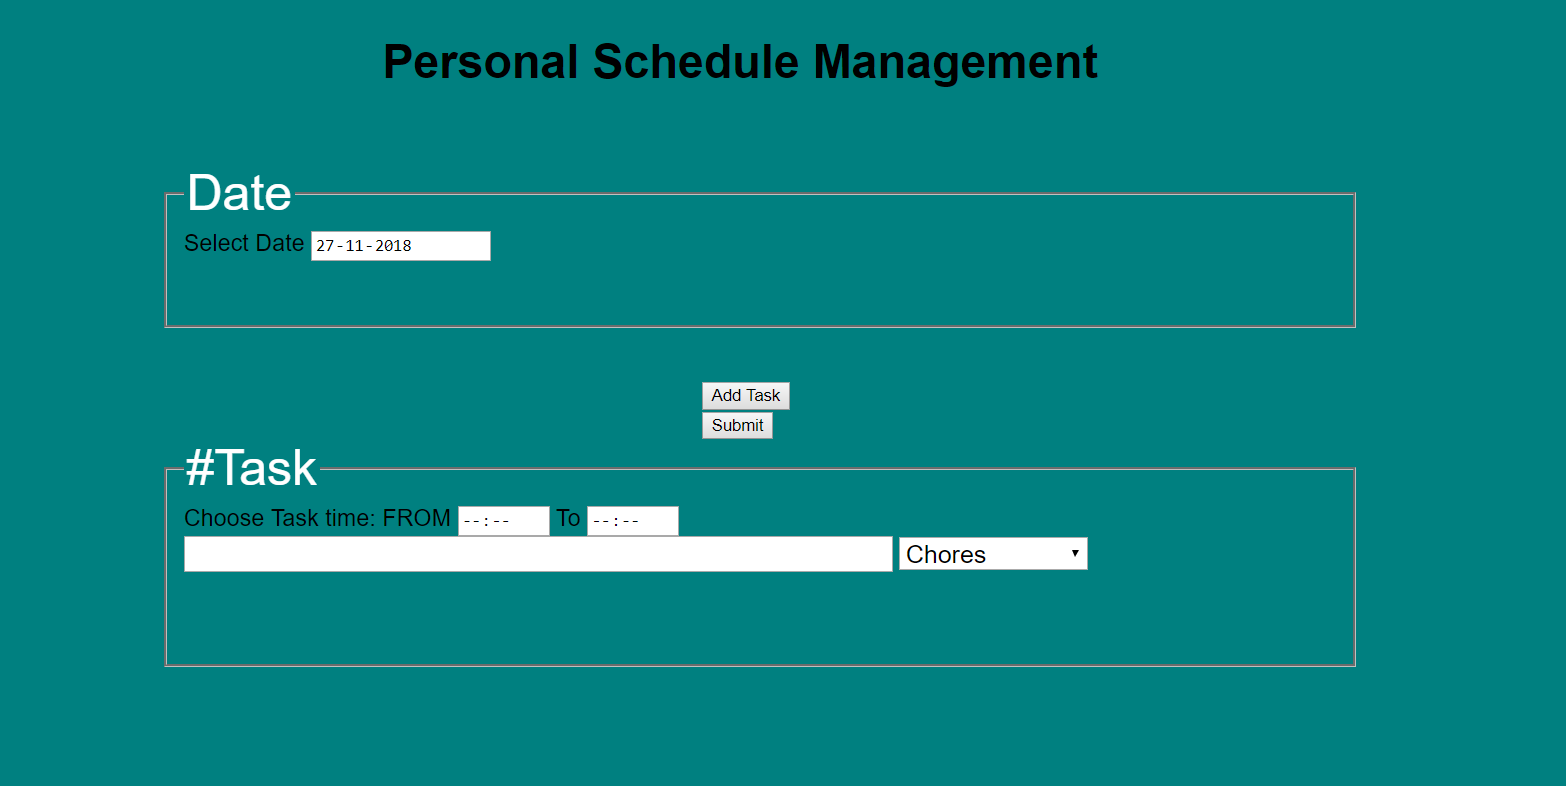 Personal Schedule Management
Date
Select Date 27-11-2018
Add Task
Submit
#Task
Choose Task time: FROM --:-- To --:--
Chores